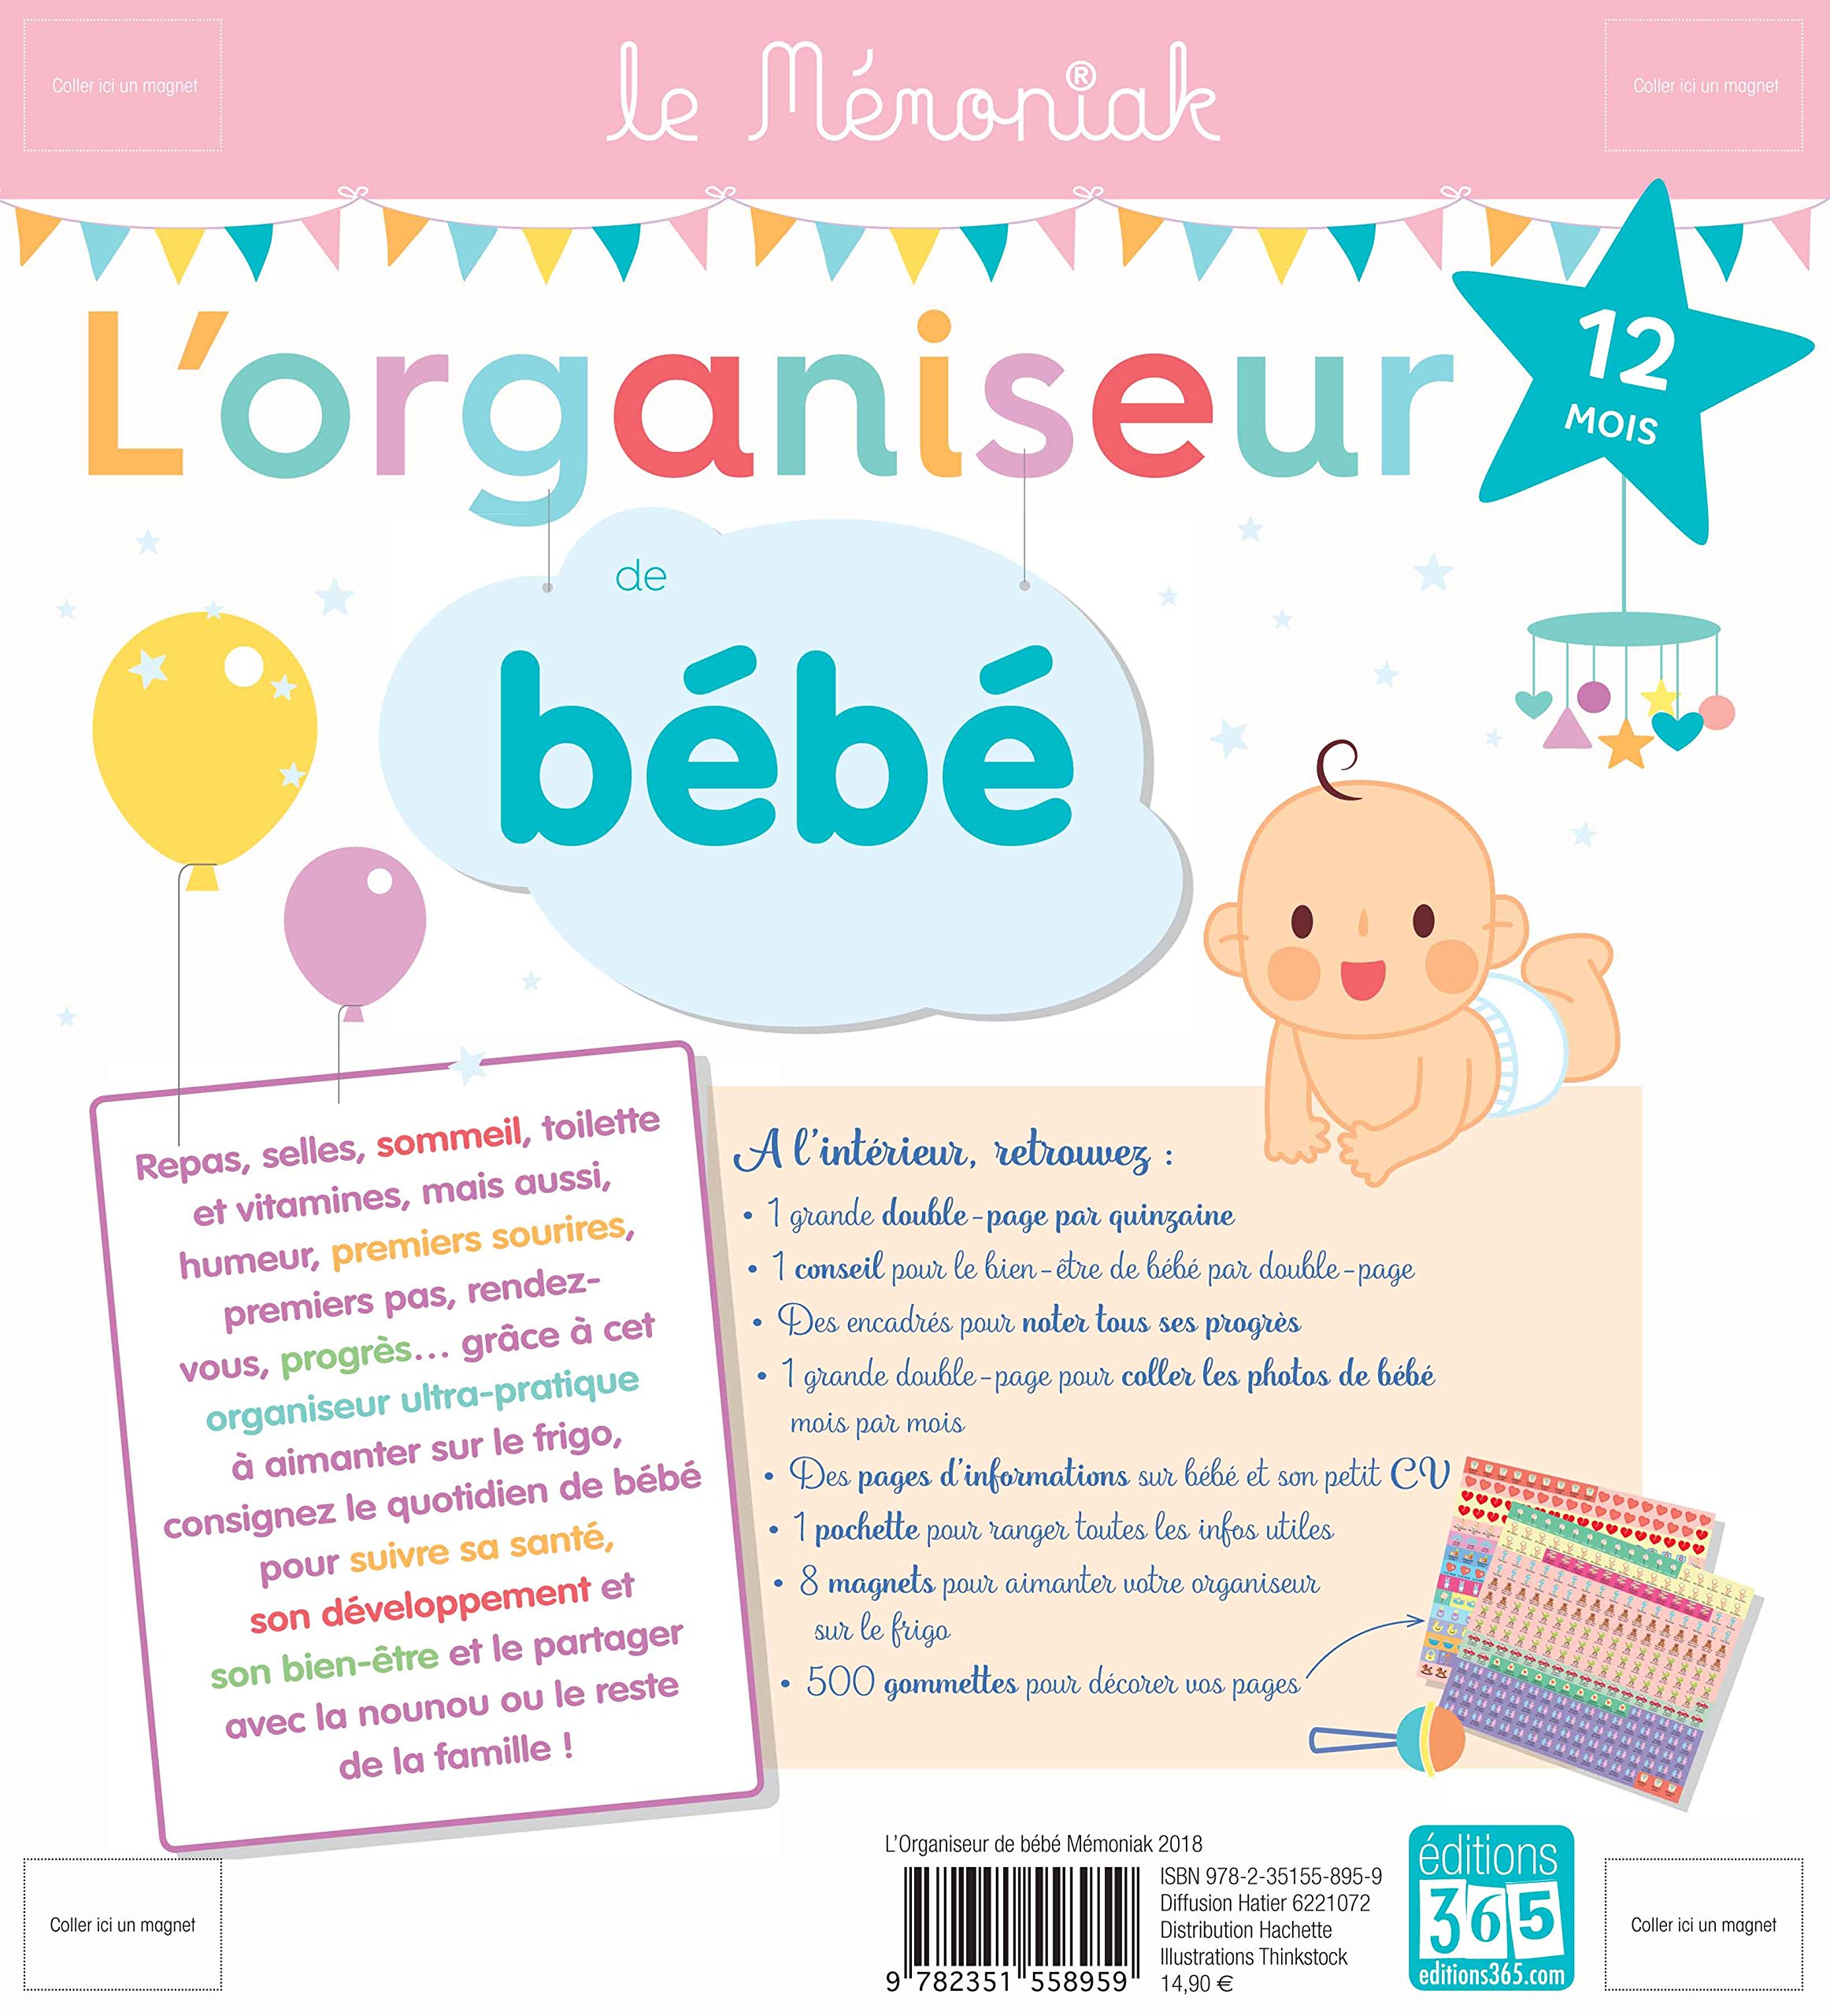 Coller ici un magnet
le Mémoniak®
Coller ici un magnet
L'organiseur
12
MOIS
de
bébé
Repas, selles, sommeil, toilette
et vitamines, mais aussi,
humeur, premiers sourires,
premiers pas, rendez-
vous, progrès... grâce à cet
organiseur ultra-pratique
à aimanter sur le frigo,
consignez le quotidien de bébé
pour suivre sa santé,
son développement et
son bien-être et le partager
avec la nounou ou le reste
de la famille !
A l'intérieur, retrouvez :
• 1 grande double-page par quinzaine
• 1 conseil pour le bien-être de bébé par double-page
• Des encadrés pour noter tous ses progrès
• 1 grande double-page pour coller les photos de bébé
mois par mois
• Des pages d'informations sur bébé et son petit CV
• 1 pochette pour ranger toutes les infos utiles
• 8 magnets pour aimanter votre organiseur
sur le frigo
• 500 gommettes pour décorer vos pages
Coller ici un magnet
L'Organiseur de bébé Mémoniak 2018
9 782351 558959
ISBN 978-2-35155-895-9
Diffusion Hatier 6221072
Distribution Hachette
Illustrations Thinkstock
14,90 €
éditions
365
editions365.com
Coller ici un magnet